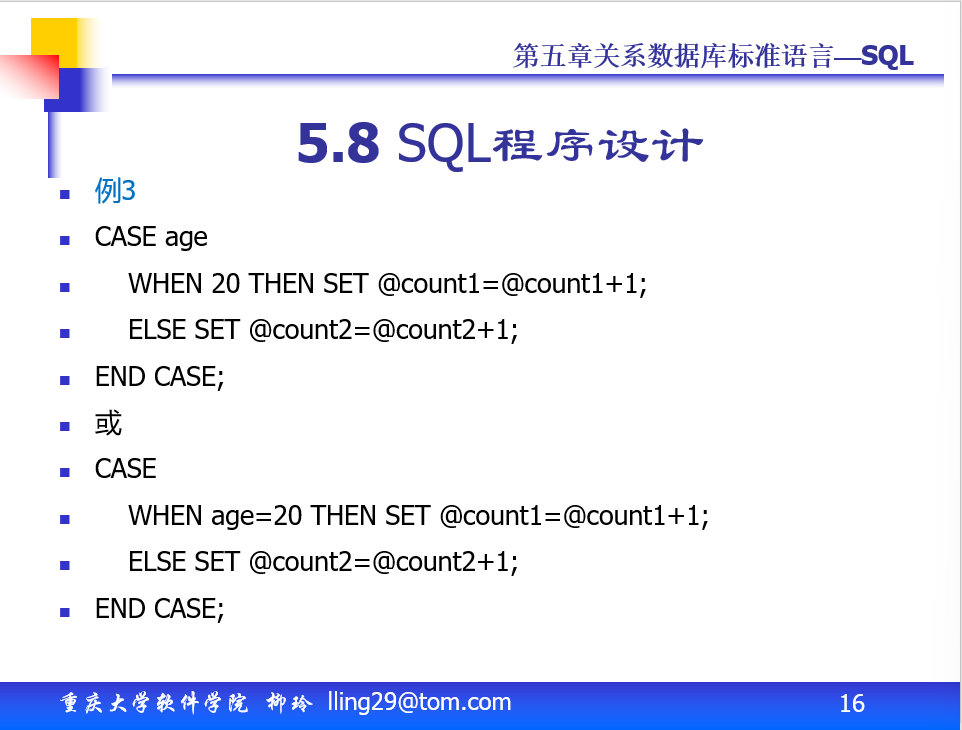 第五章关系数据库标准语言—SQL
5.8 SQL程序设计
例3
CASE age
WHEN 20 THEN SET @count1=@count1+1;
ELSE SET @count2=@count2+1;
END CASE;
或
CASE
WHEN age=20 THEN SET @count1=@count1+1;
ELSE SET @count2=@count2+1;
END CASE;
重庆大学软件学院 柳玲 lling29@tom.com 16